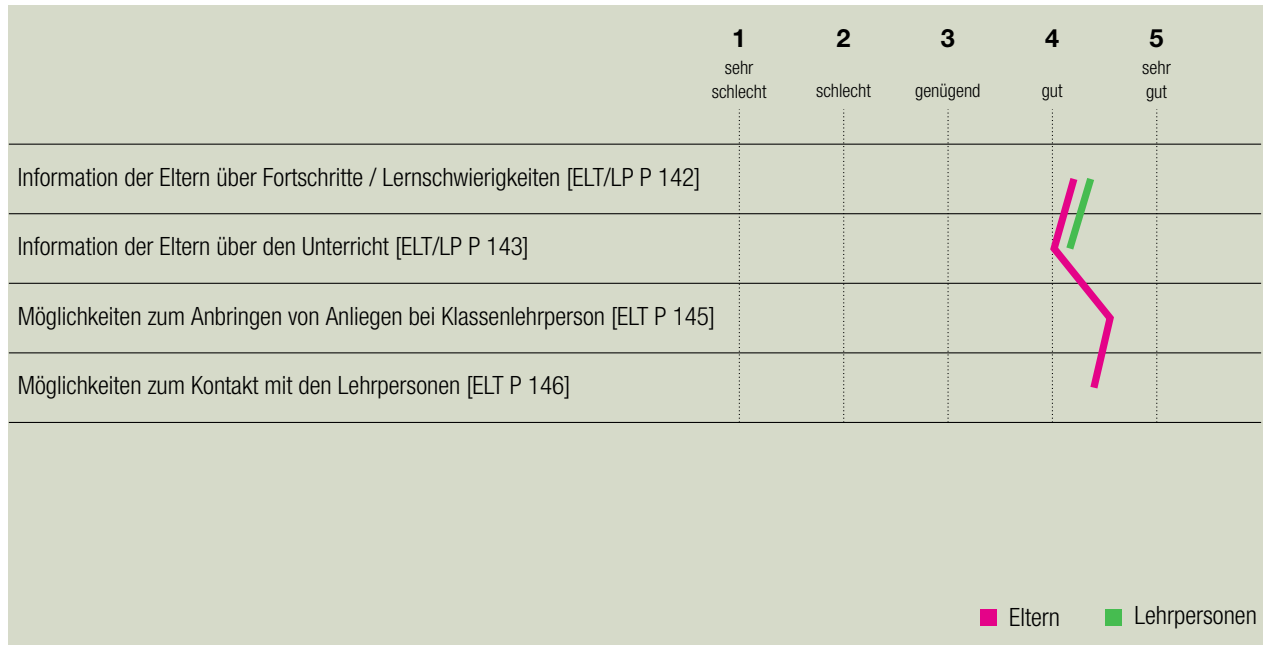 1 2 3 4 5
sehr schlecht schlecht genügend gut sehr gut
Information der Eltern über Fortschritte / Lernschwierigkeiten [ELT/LP P 142]
Information der Eltern über den Unterricht [ELT/LP P 143]
Möglichkeiten zum Anbringen von Anliegen bei Klassenlehrperson [ELT P 145]
Möglichkeiten zum Kontakt mit den Lehrpersonen [ELT P 146]
Eltern Lehrpersonen